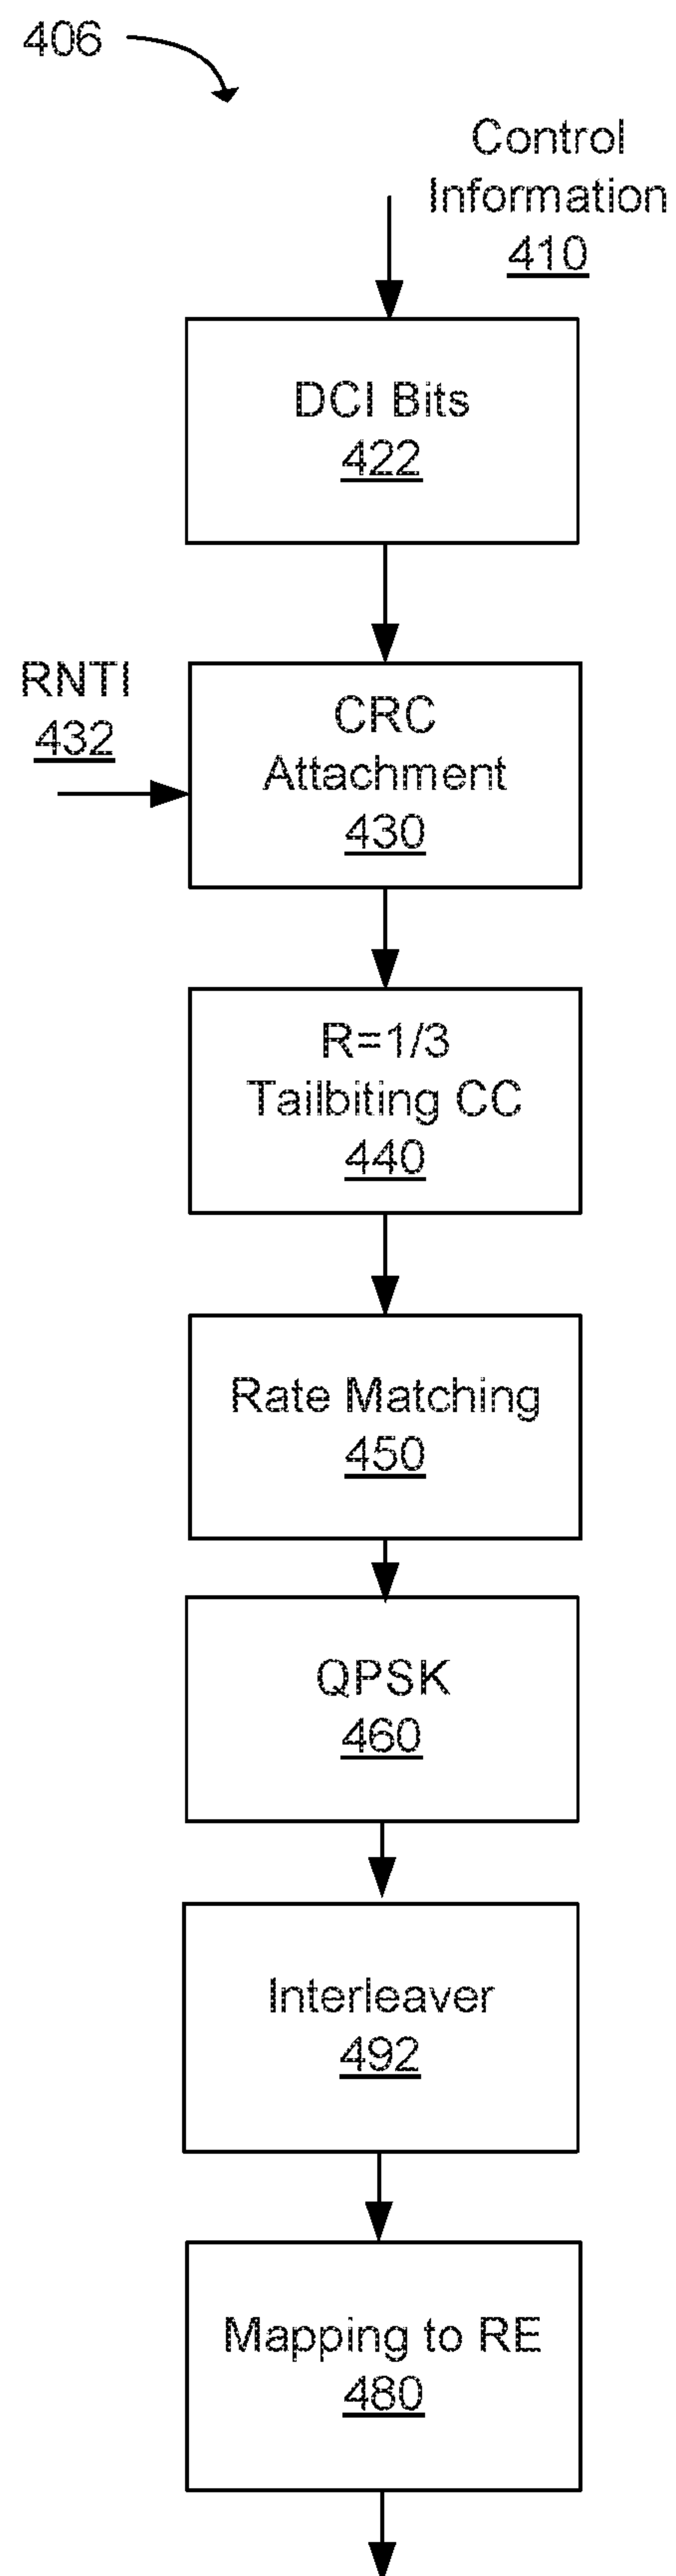 406
Control
Information
410
DCI Bits
422
RNTI
432
CRC
Attachment
430
R=1/3
Tailbiting CC
440
Rate Matching
450
QPSK
460
Interleaver
492
Mapping to RE
480